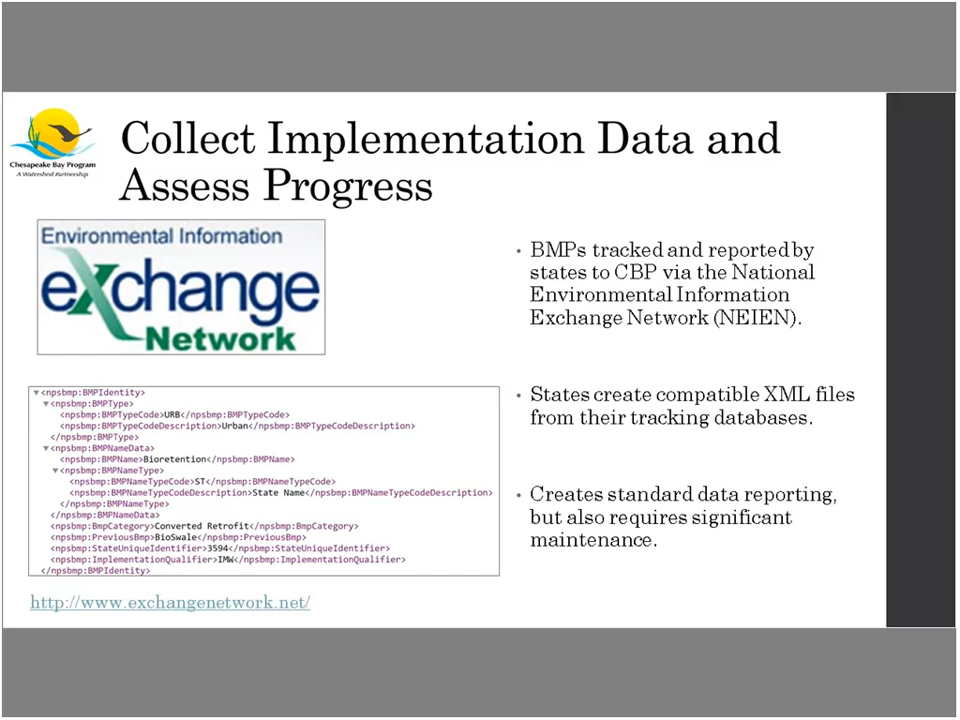 Chesapeake Bay Program
A Watershed Partnership
Collect Implementation Data and
Assess Progress
Environmental Information
eXchange
Network
<npsbmp:BMPIdentity>
<npsbmp:BMPType>
<npsbmp:BMPTypeCode>URB</npsbmp:BMPTypeCode>
<npsbmp:BMPTypeCodeDescription>Urban</npsbmp:BMPTypeCodeDescription>
</npsbmp:BMPType>
<npsbmp:BMPNameData>
<npsbmp:BMPName>Bioretention</npsbmp:BMPName>
<npsbmp:BMPNameType>
<npsbmp:BMPNameTypeCode>ST</npsbmp:BMPNameTypeCode>
<npsbmp:BMPNameTypeCodeDescription>State Name</npsbmp:BMPNameTypeCodeDescription>
</npsbmp:BMPNameType>
</npsbmp:BMPNameData>
<npsbmp:BmpCategory>Converted Retrofit</npsbmp:BmpCategory>
<npsbmp:PreviousBmp>BioSwale</npsbmp:PreviousBmp>
<npsbmp:StateUniqueIdentifier>3594</npsbmp:StateUniqueIdentifier>
<npsbmp:ImplementationQualifier>IMW</npsbmp:ImplementationQualifier>
</npsbmp:BMPIdentity>
http://www.exchangenetwork.net/
• BMPs tracked and reported by
states to CBP via the National
Environmental Information
Exchange Network (NEIEN).
• States create compatible XML files
from their tracking databases.
• Creates standard data reporting,
but also requires significant
maintenance.